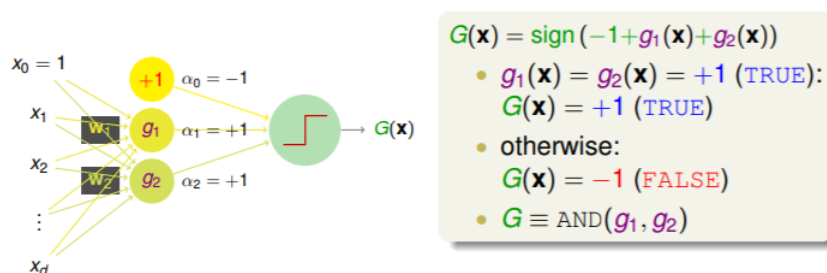 x₀ = 1
x₁
x₂
⋮
x_d
w₁
w₂
+1
g₁
g₂
α₀ = −1
α₁ = +1
α₂ = +1
G(x)
G(x) = sign (−1+g₁(x)+g₂(x))
• g₁(x) = g₂(x) = +1 (TRUE):
G(x) = +1 (TRUE)
• otherwise:
G(x) = −1 (FALSE)
• G ≡ AND(g₁, g₂)